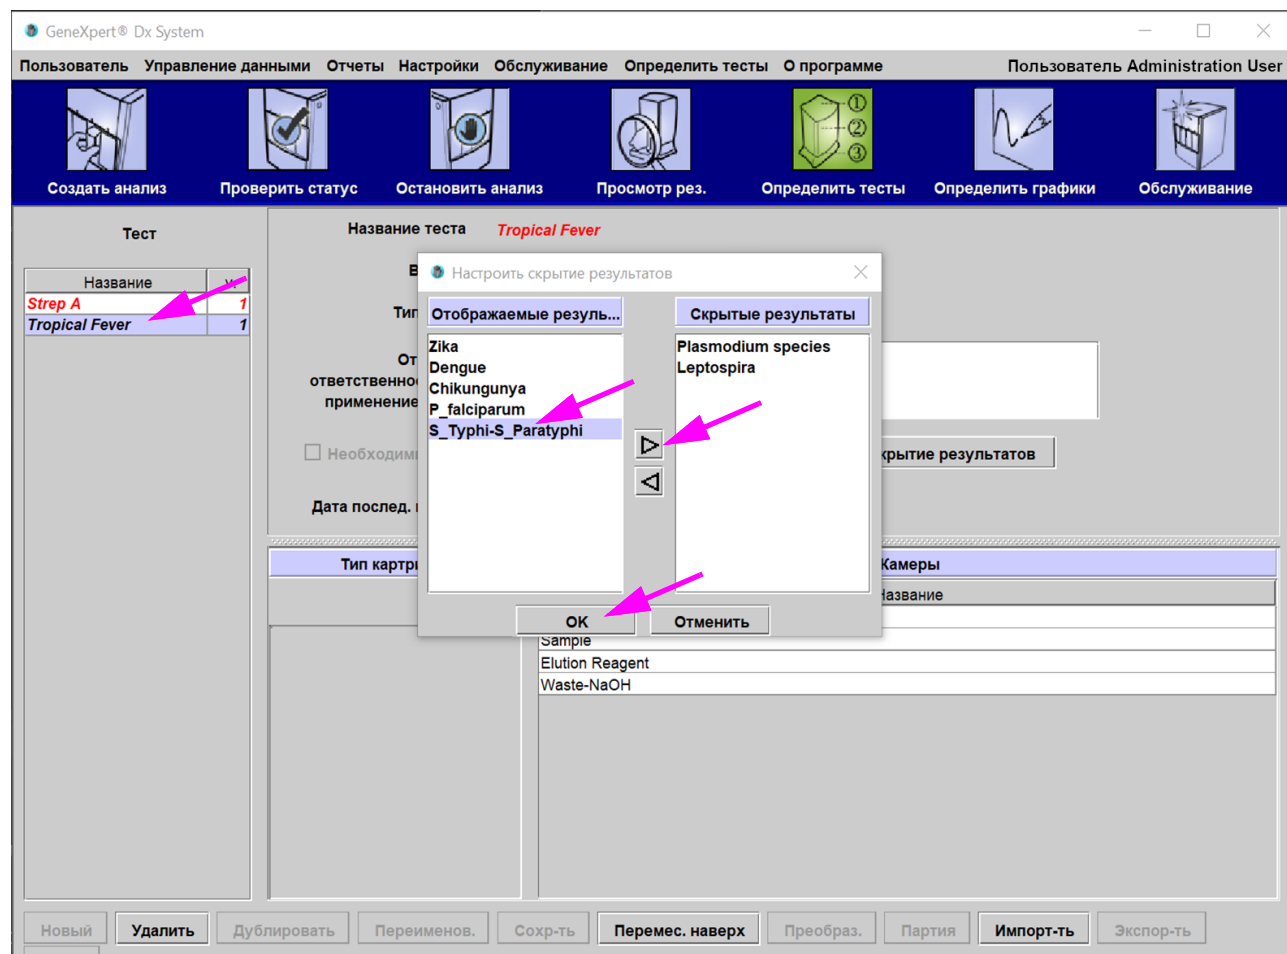 GeneXpert® Dx System
Пользователь Управление данными Отчеты Настройки Обслуживание Определить тесты О программе Пользователь Administration User
Создать анализ Проверить статус Остановить анализ Просмотр рез. Определить тесты Определить графики Обслуживание
Тест
Название
Strep A 1
Tropical Fever 1
Название теста Tropical Fever
Настроить скрытие результатов
Отображаемые резуль... Скрытые результаты
Zika
Dengue
Chikungunya
P_falciparum
S_Typhi-S_Paratyphi
Plasmodium species
Leptospira
OK Отменить
Тип
От
ответственно
применение
Необходим
Дата послед.
крытие результатов
Тип картри
Камеры
Название
Sample
Elution Reagent
Waste-NaOH
Новый Удалить Дублировать Переименов. Сохр-ть Перемес. наверх Преобраз. Партия Импорт-ть Экспор-ть